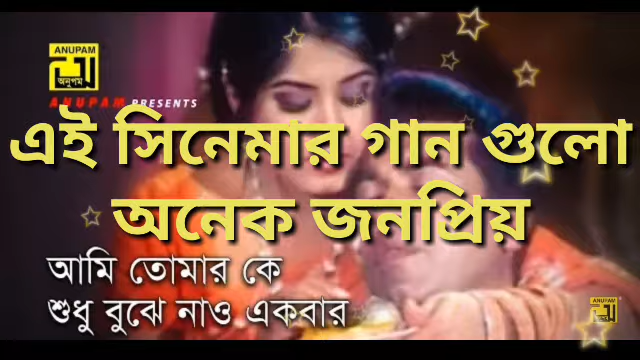 ANUPAM
অনুপম
ANUPAM PRESENTS
এই সিনেমার গান গুলো
অনেক জনপ্রিয়
আমি তোমার কে
শুধু বুঝে নাও একবার
ANUPAM